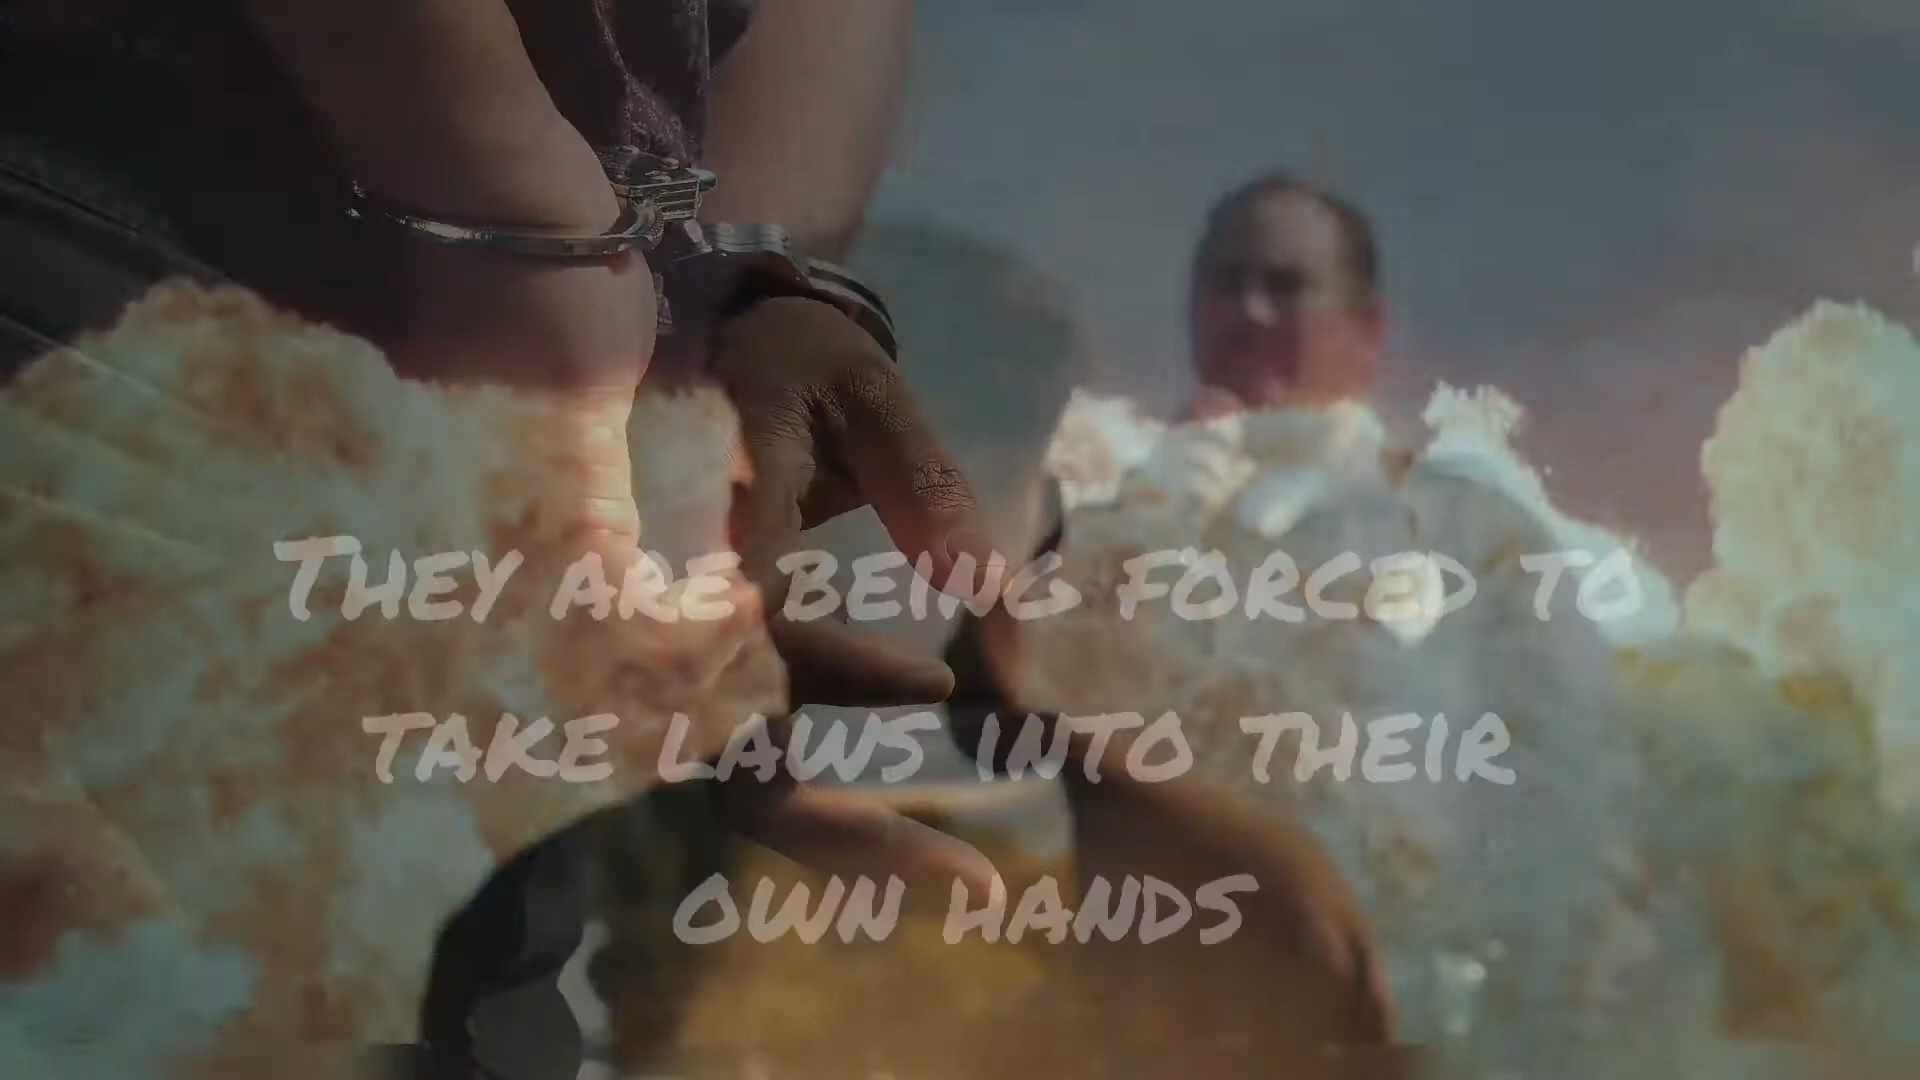 They are being forced to
take laws into their
own hands